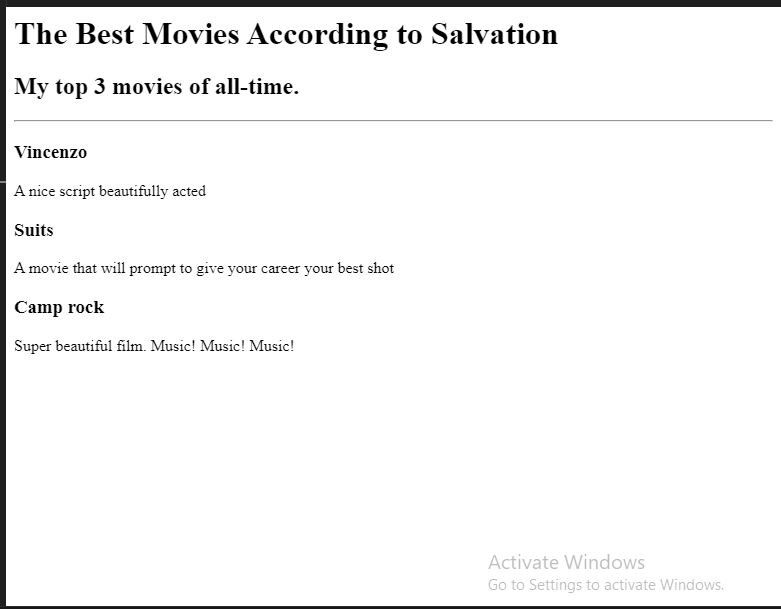 The Best Movies According to Salvation
My top 3 movies of all-time.
Vincenzo
A nice script beautifully acted
Suits
A movie that will prompt to give your career your best shot
Camp rock
Super beautiful film. Music! Music! Music!
Activate Windows
Go to Settings to activate Windows.